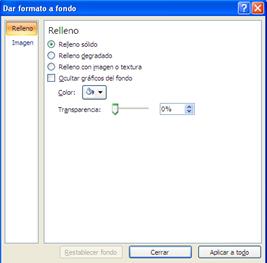 Dar formato a fondo
Relleno
Imagen
Relleno
Relleno sólido
Relleno degradado
Relleno con imagen o textura
Ocultar gráficos del fondo
Color:
Transparencia:
0%
Restablecer fondo
Cerrar
Aplicar a todo